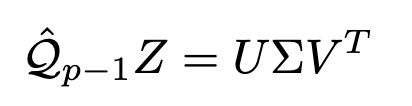 $\hat{\mathcal{Q}}_{p-1} Z = U \Sigma V^T$